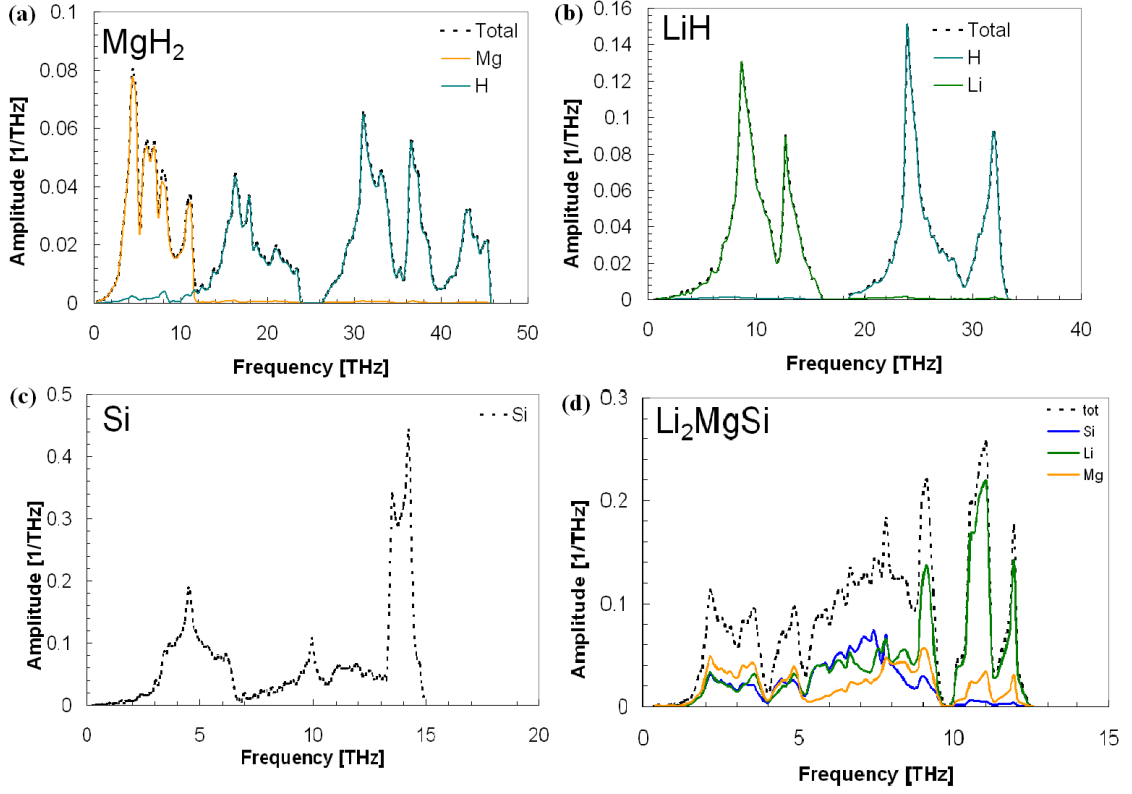 (a)
MgH₂
Total
Mg
H
Amplitude [1/THz]
0.1
0.08
0.06
0.04
0.02
0
0 10 20 30 40 50
Frequency [THz]
(b)
LiH
Total
H
Li
Amplitude [1/THz]
0.16
0.14
0.12
0.1
0.08
0.06
0.04
0.02
0
0 10 20 30 40
Frequency [THz]
(c)
Si
Si
Amplitude [1/THz]
0.5
0.4
0.3
0.2
0.1
0
0 5 10 15 20
Frequency [THz]
(d)
Li₂MgSi
tot
Si
Li
Mg
Amplitude [1/THz]
0.3
0.2
0.1
0
0 5 10 15
Frequency [THz]